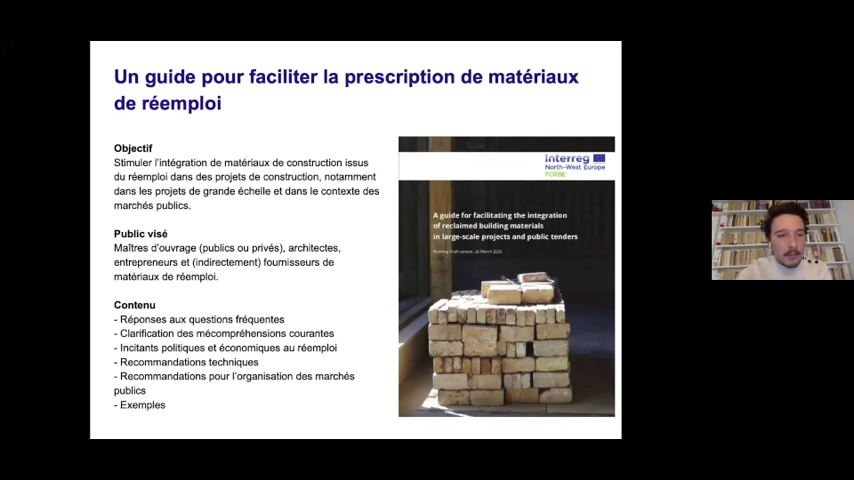 Un guide pour faciliter la prescription de matériaux
de réemploi
Objectif
Stimuler l'intégration de matériaux de construction issus
du réemploi dans des projets de construction, notamment
dans les projets de grande échelle et dans le contexte des
marchés publics.
Public visé
Maîtres d'ouvrage (publics ou privés), architectes,
entrepreneurs et (indirectement) fournisseurs de
matériaux de réemploi.
Contenu
- Réponses aux questions fréquentes
- Clarification des mécompréhensions courantes
- Incitants politiques et économiques au réemploi
- Recommandations techniques
- Recommandations pour l'organisation des marchés
publics
- Exemples
Interreg
North-West Europe
FCRBE
A guide for facilitating the integration
of reclaimed building materials
in large-scale projects and public tenders
Working Draft version, March 2020